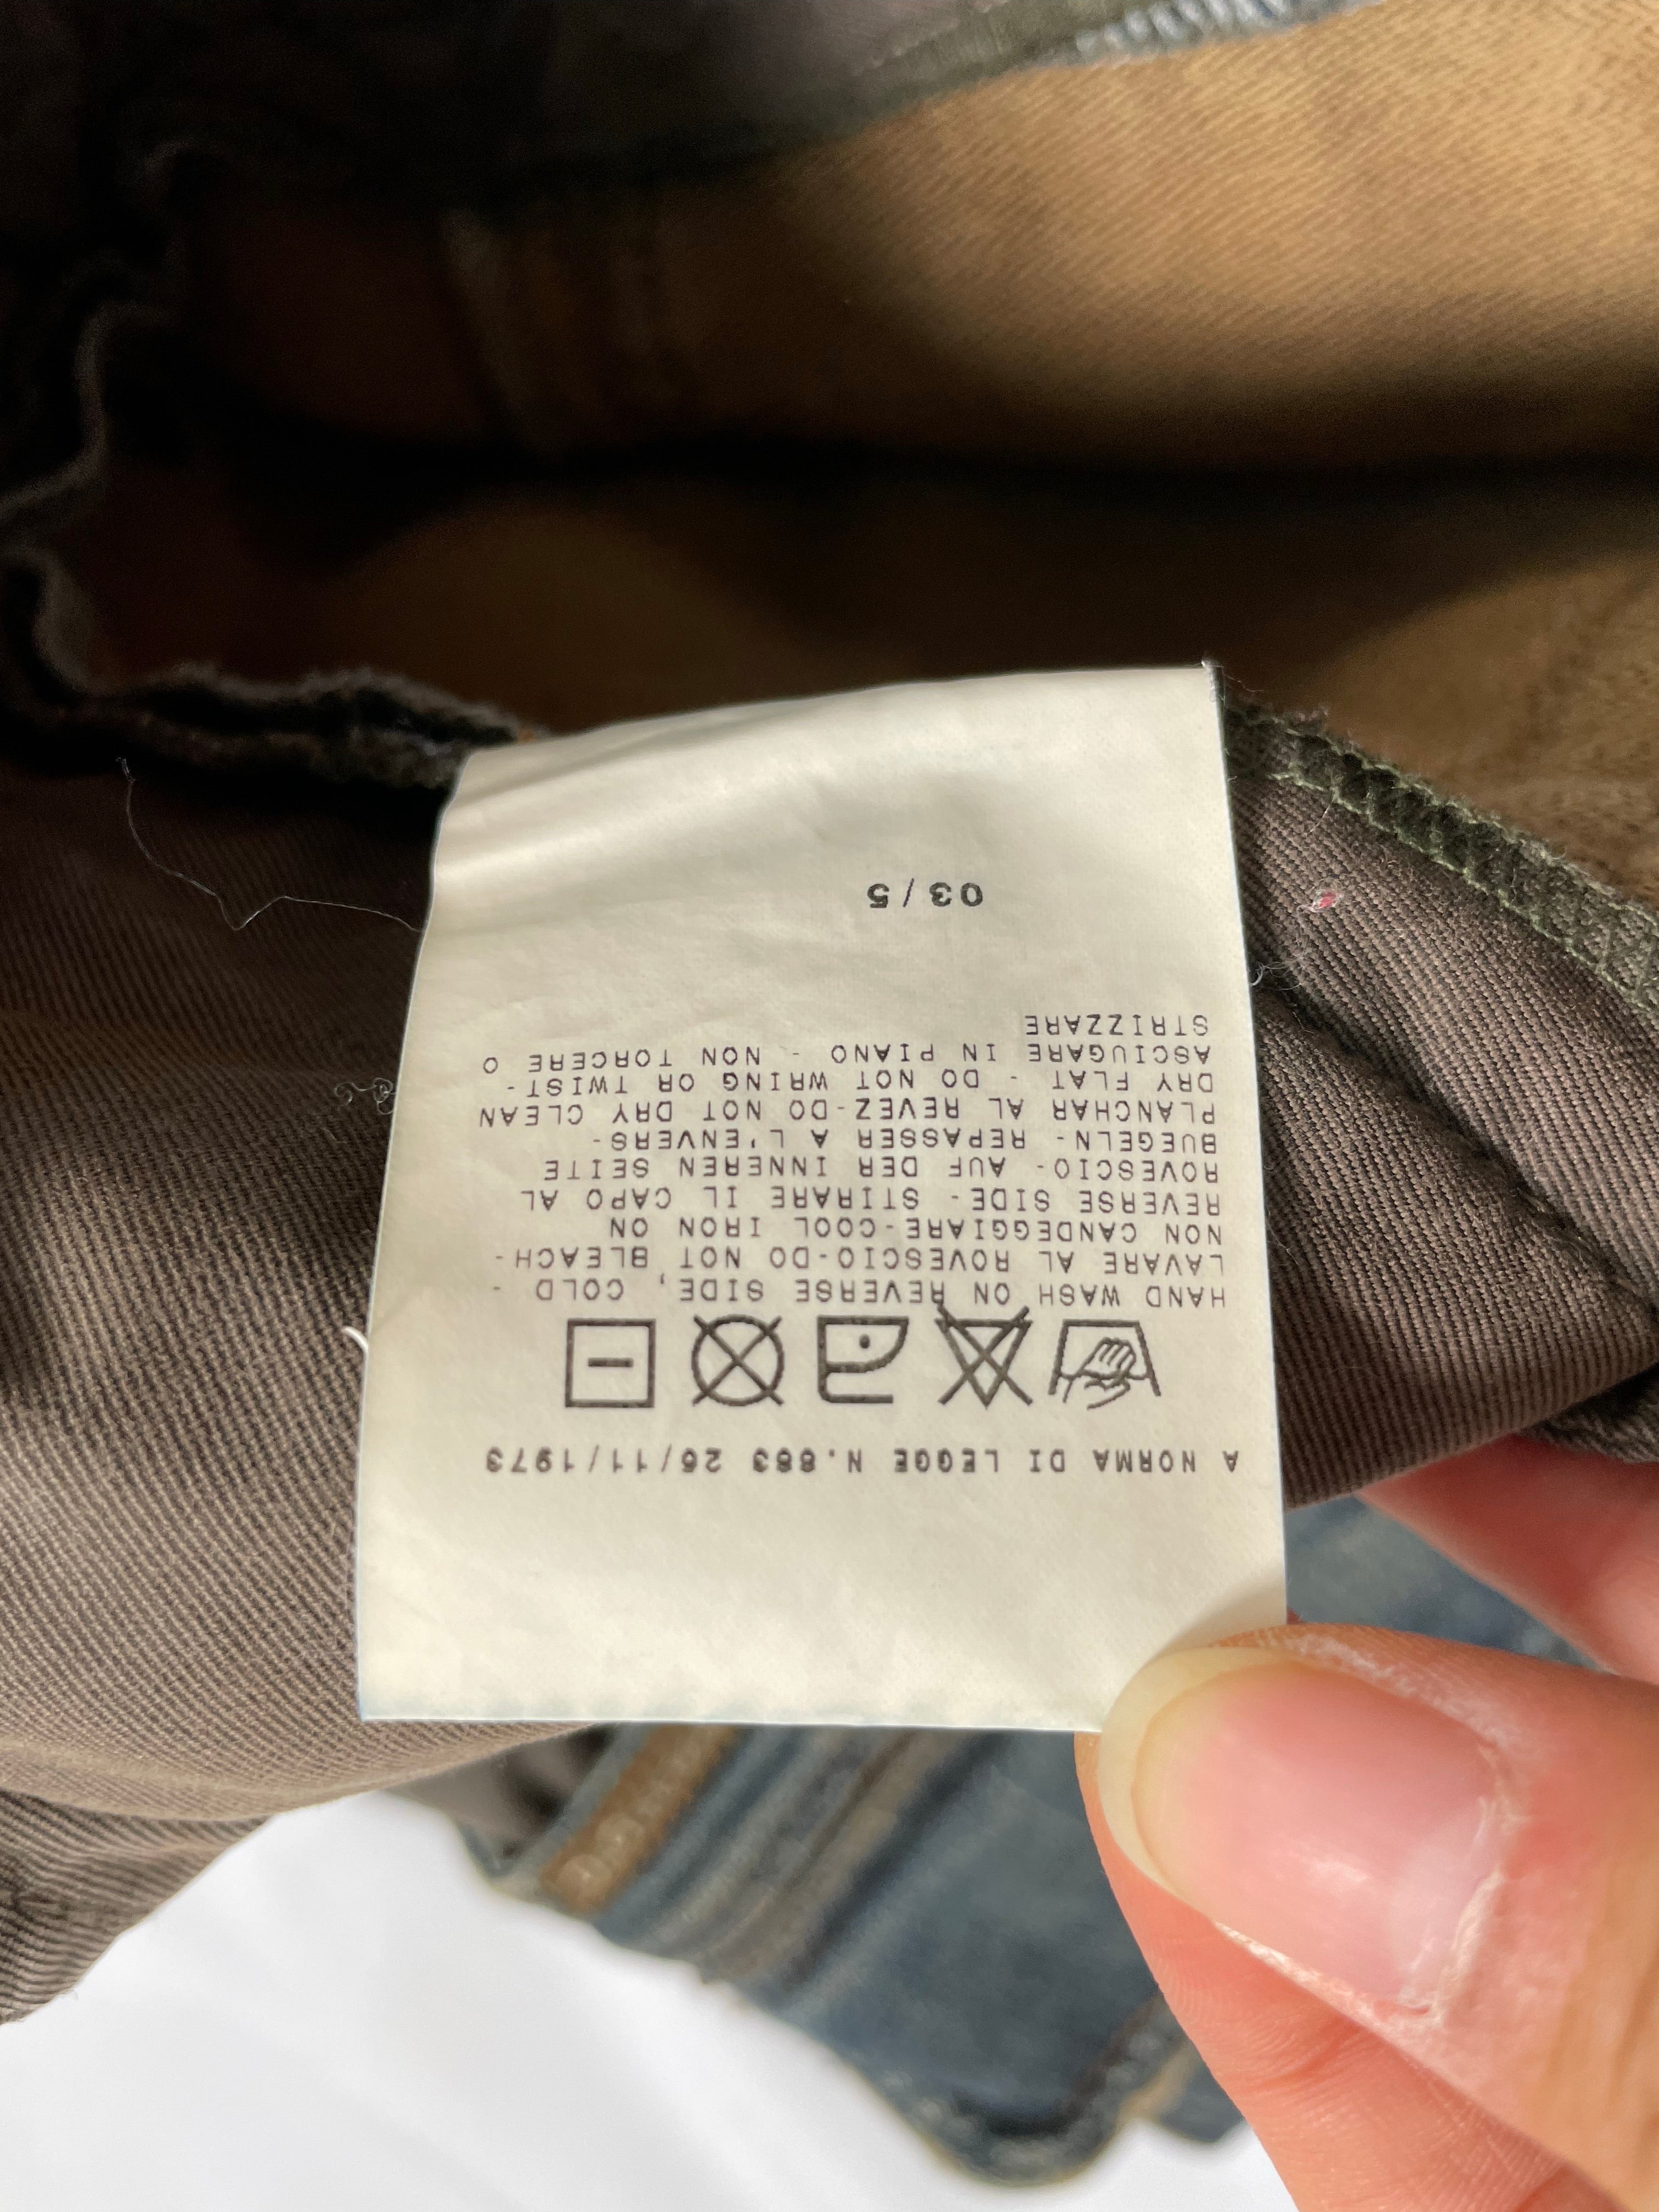 A NORMA DI LEGGE N.883 26/11/1973
HAND WASH ON REVERSE SIDE, COLD -
LAVARE AL ROVESCIO-DO NOT BLEACH-
NON CANDEGGIARE-COOL IRON ON
REVERSE SIDE- STIRARE IL CAPO AL
ROVESCIO- AUF DER INNEREN SEITE
BUEGELN- REPASSER A L'ENVERS-
PLANCHAR AL REVEZ-DO NOT DRY CLEAN
DRY FLAT - DO NOT WRING OR TWIST-
ASCIUGARE IN PIANO - NON TORCERE O
STRIZZARE
03/5